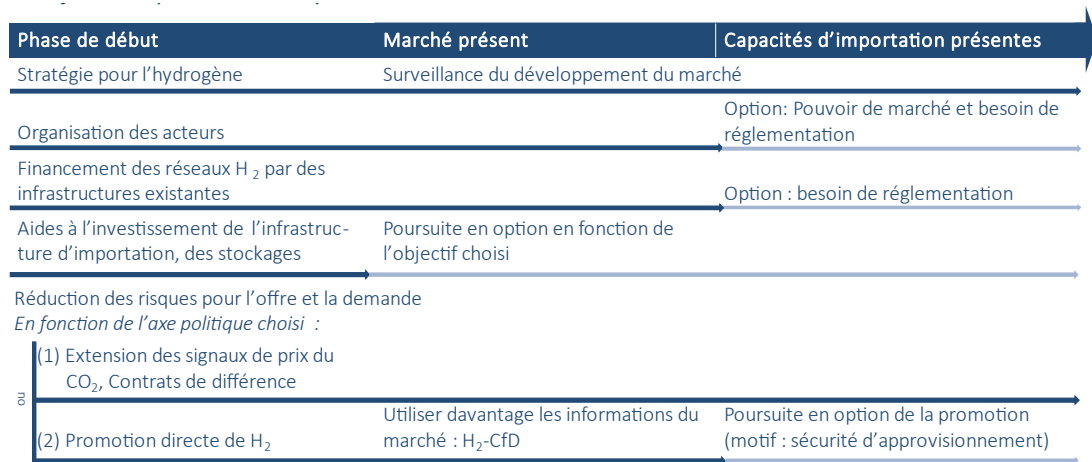 Phase de début
Marché présent
Capacités d'importation présentes
Stratégie pour l'hydrogène
Surveillance du développement du marché
Organisation des acteurs
Option: Pouvoir de marché et besoin de
réglementation
Financement des réseaux H₂ par des
infrastructures existantes
Option : besoin de réglementation
Aides à l'investissement de l'infrastruc-
ture d'importation, des stockages
Poursuite en option en fonction de
l'objectif choisi
Réduction des risques pour l'offre et la demande
En fonction de l'axe politique choisi :
ou
(1) Extension des signaux de prix du
CO₂, Contrats de différence
(2) Promotion directe de H₂
Utiliser davantage les informations du
marché : H₂-CfD
Poursuite en option de la promotion
(motif : sécurité d'approvisionnement)